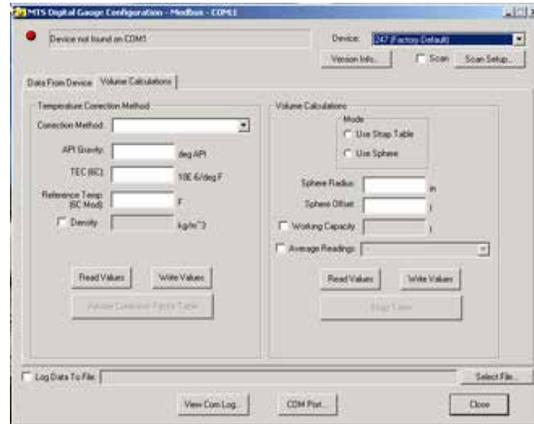 MTS Digital Gauge Configuration - Modbus - COM1
Device not found on COM1
Device: 247 (Factory Default)
Version Info... Scan Scan Setup...
Data From Device Volume Calculations
Temperature Correction Method
Correction Method:
API Gravity: deg API
TEC (6C): 10E-6/deg F
Reference Temp. (6C Mod): F
Density kg/m^3
Read Values Write Values
Volume Correction Factor Table
Volume Calculations
Mode
Use Strap Table
Use Sphere
Sphere Radius: in
Sphere Offset:
Working Capacity
Average Readings:
Read Values Write Values
Strap Table
Log Data To File: Select File...
View Com Log... COM Port... Close